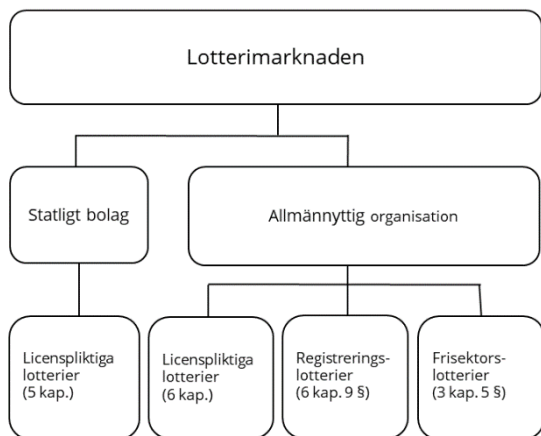 Lotterimarknaden
Statligt bolag
Allmännyttig organisation
Licenspliktiga
lotterier
(5 kap.)
Licenspliktiga
lotterier
(6 kap.)
Registrerings-
lotterier
(6 kap. 9 §)
Frisektors-
lotterier
(3 kap. 5 §)